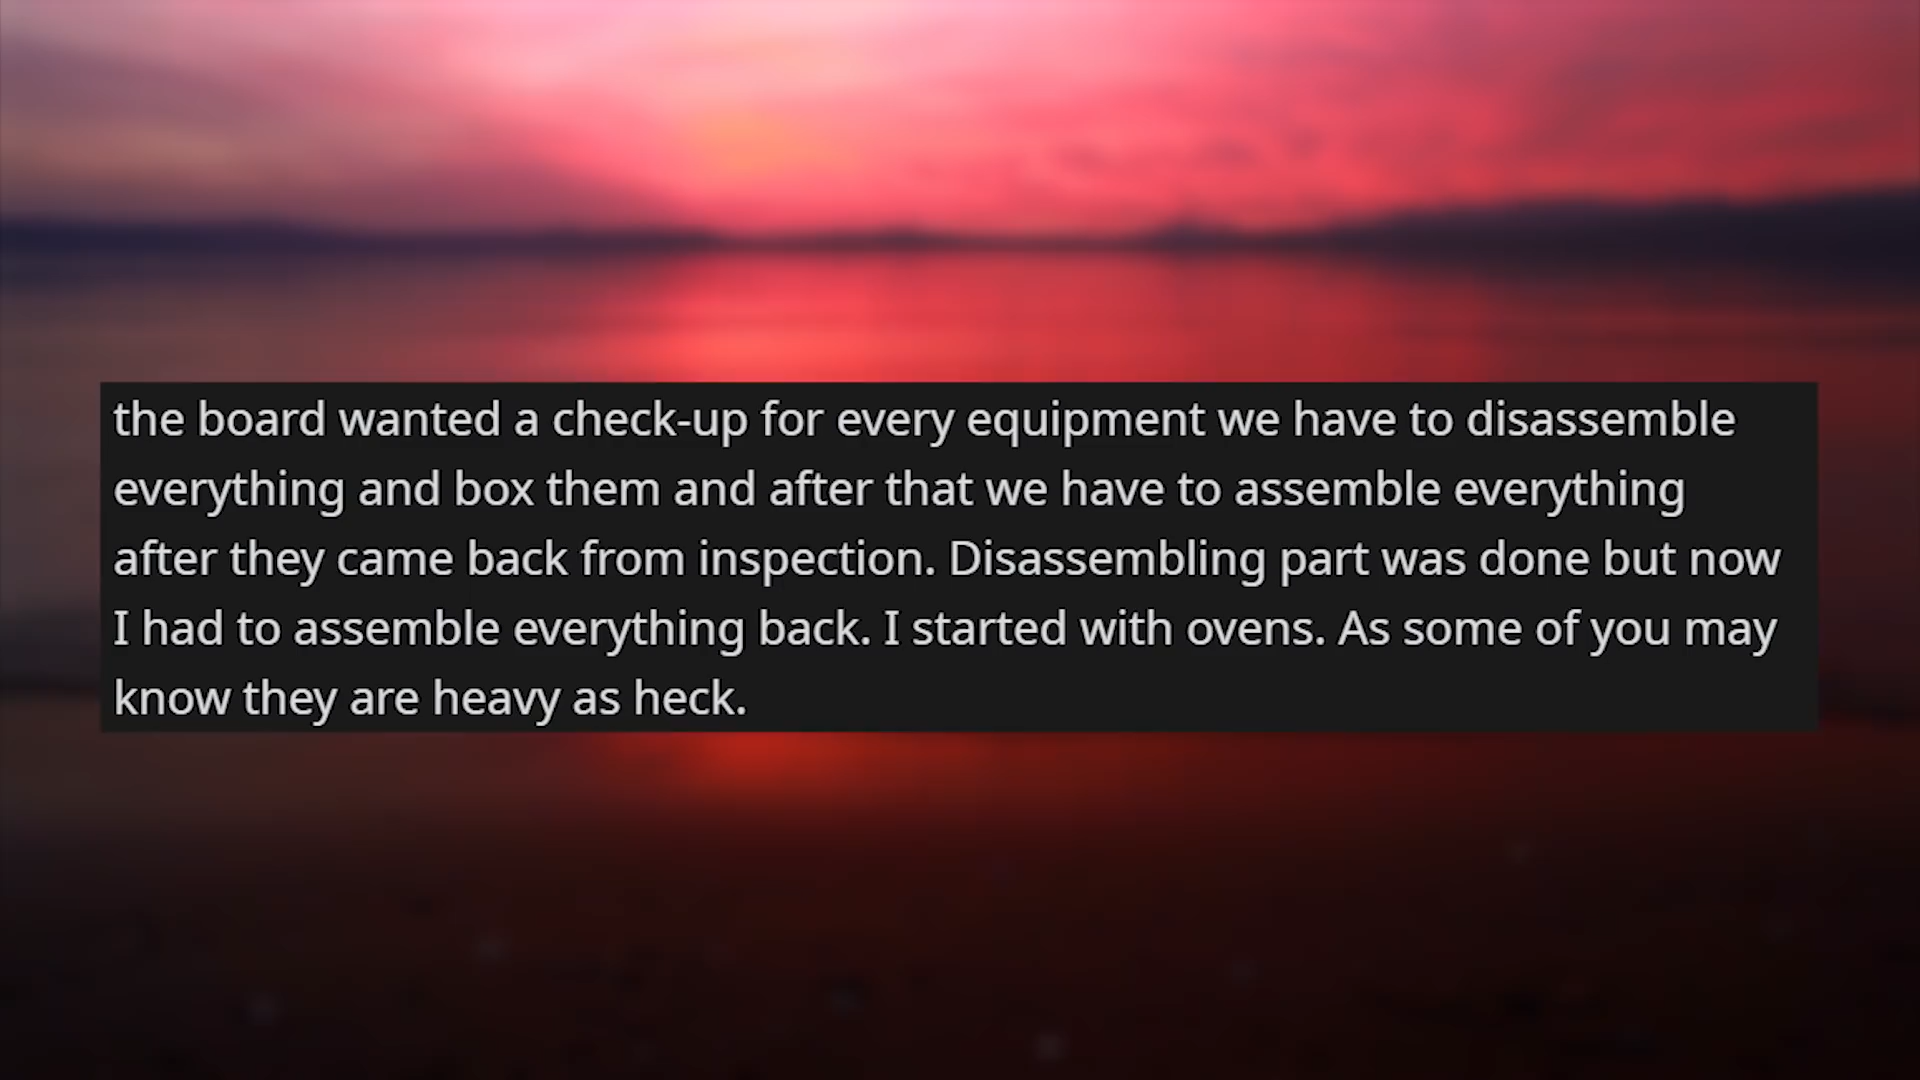 the board wanted a check-up for every equipment we have to disassemble
everything and box them and after that we have to assemble everything
after they came back from inspection. Disassembling part was done but now
I had to assemble everything back. I started with ovens. As some of you may
know they are heavy as heck.